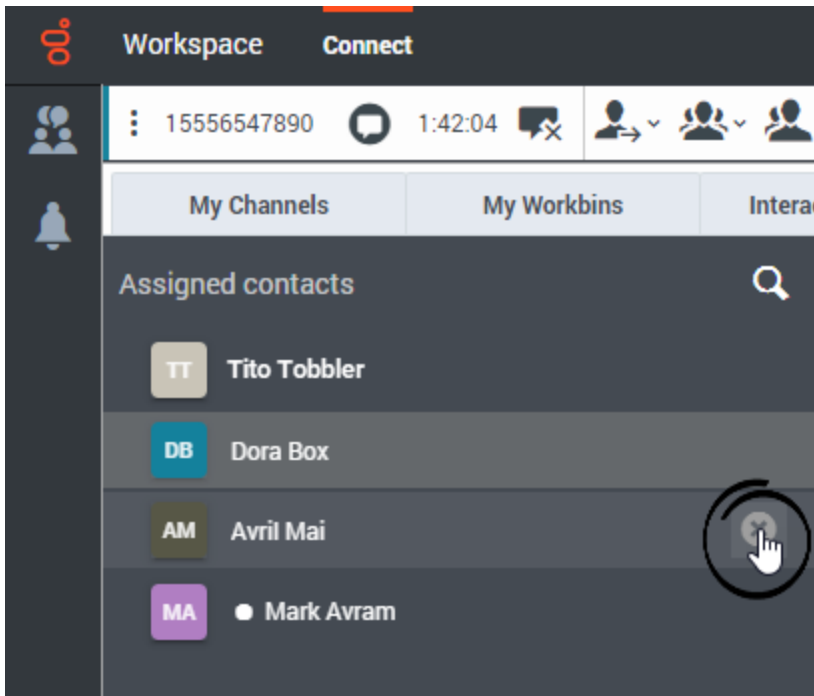 Workspace Connect
15556547890 1:42:04
My Channels My Workbins Intera
Assigned contacts
TT Tito Tobbler
DB Dora Box
AM Avril Mai
MA Mark Avram